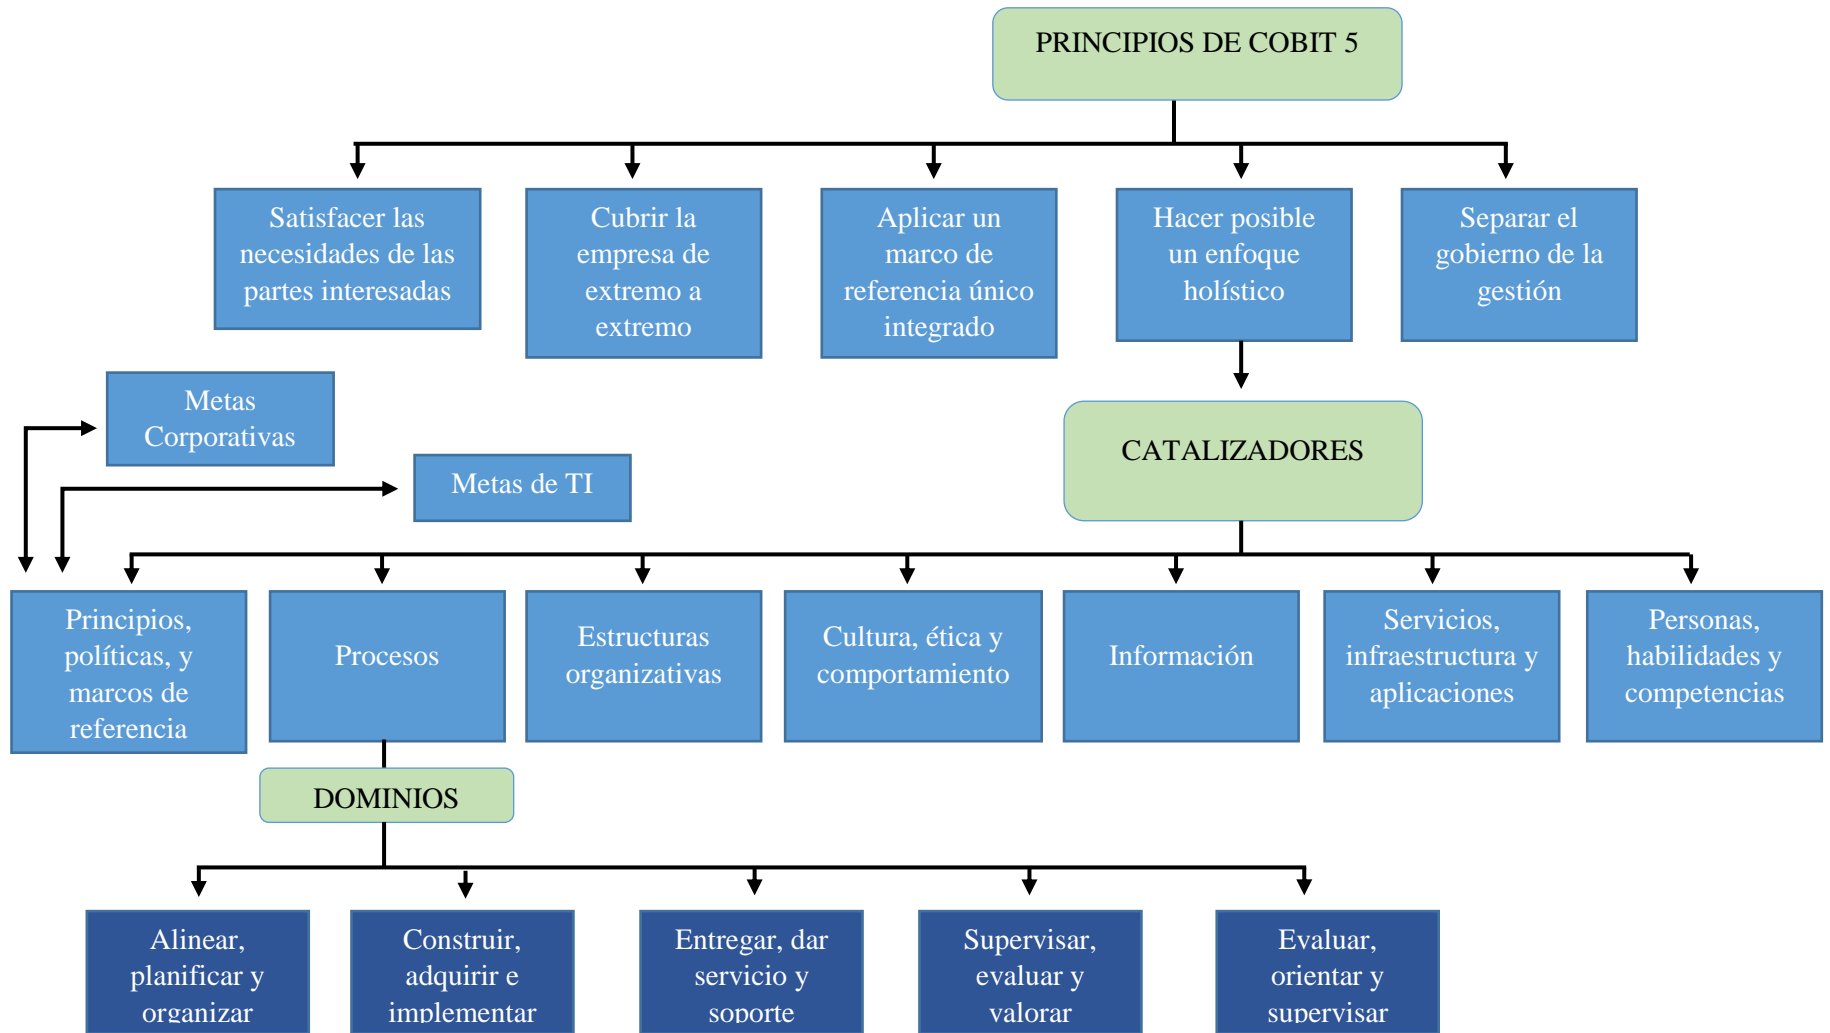 PRINCIPIOS DE COBIT 5
Satisfacer las
necesidades de las
partes interesadas
Cubrir la
empresa de
extremo a
extremo
Aplicar un
marco de
referencia único
integrado
Hacer posible
un enfoque
holístico
Separar el
gobierno de la
gestión
Metas
Corporativas
Metas de TI
CATALIZADORES
Principios,
políticas, y
marcos de
referencia
Procesos
Estructuras
organizativas
Cultura, ética y
comportamiento
Información
Servicios,
infraestructura y
aplicaciones
Personas,
habilidades y
competencias
DOMINIOS
Alinear,
planificar y
organizar
Construir,
adquirir e
implementar
Entregar, dar
servicio y
soporte
Supervisar,
evaluar y
valorar
Evaluar,
orientar y
supervisar